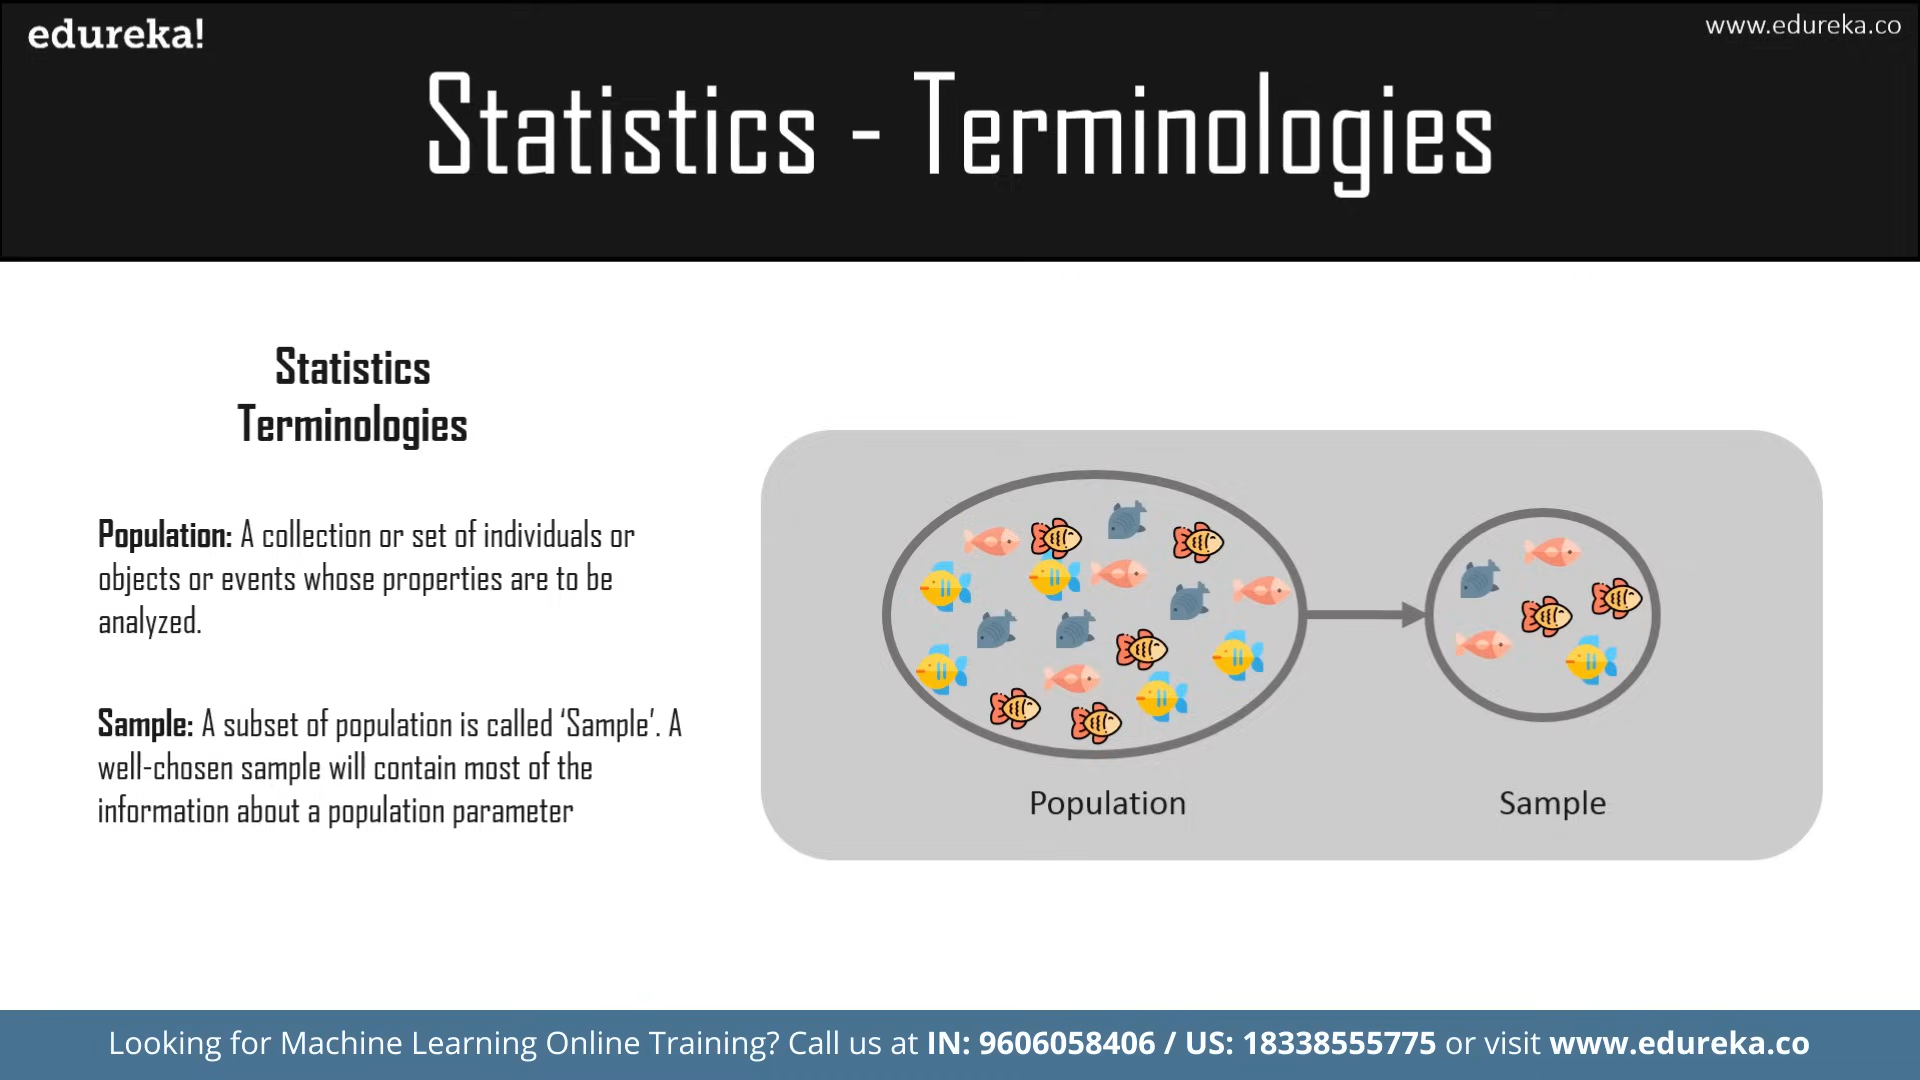 edureka!
www.edureka.co
Statistics - Terminologies
Statistics
Terminologies
Population: A collection or set of individuals or
objects or events whose properties are to be
analyzed.
Sample: A subset of population is called ‘Sample’. A
well-chosen sample will contain most of the
information about a population parameter
Population
Sample
Looking for Machine Learning Online Training? Call us at IN: 9606058406 / US: 18338555775 or visit www.edureka.co